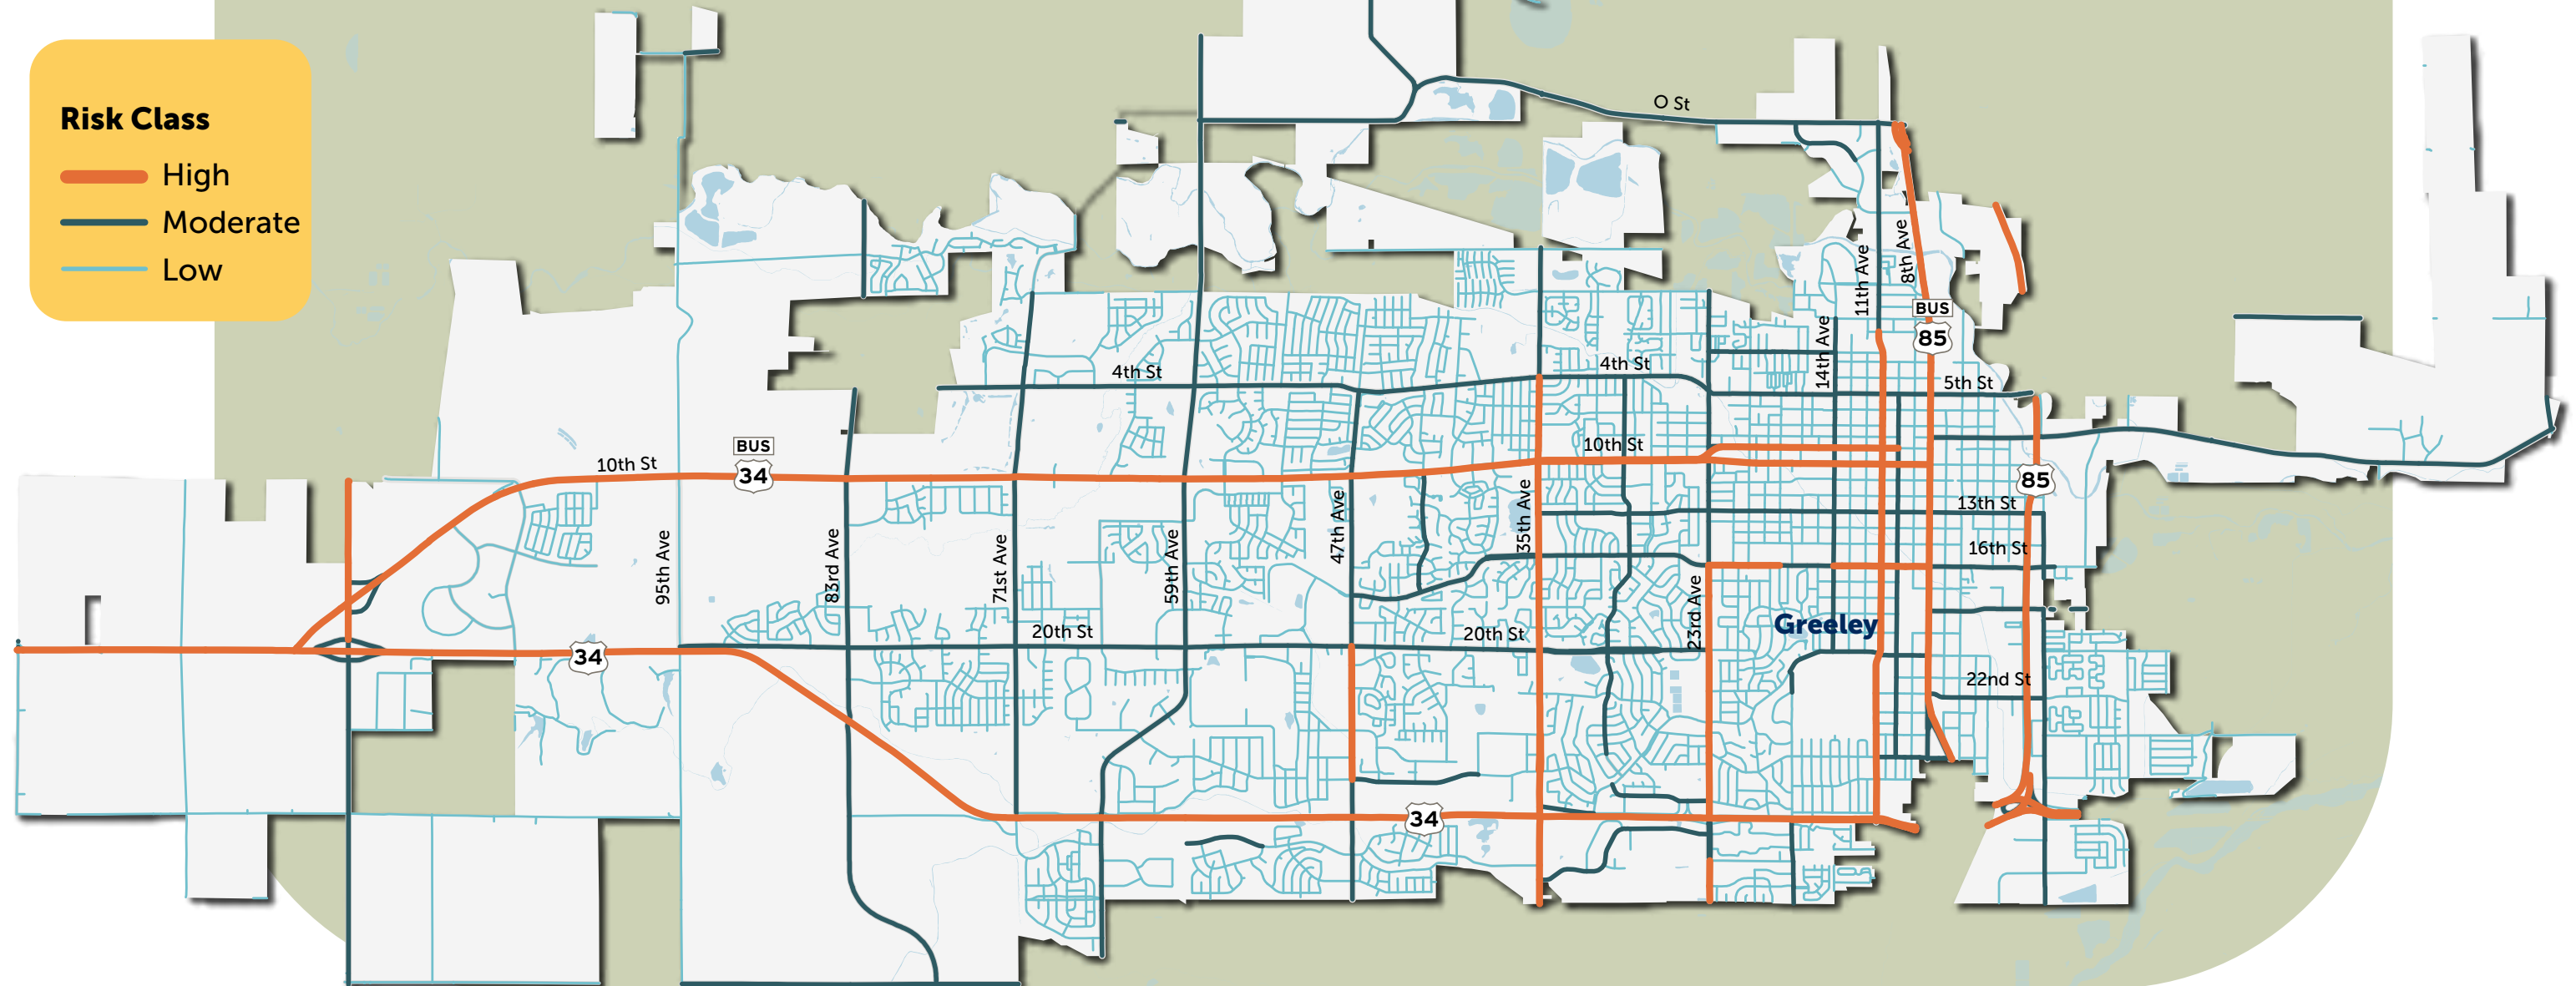 Risk Class
High
Moderate
Low
O St
8th Ave
11th Ave
BUS
85
14th Ave
4th St
4th St
5th St
10th St
BUS
34
10th St
85
13th St
16th St
95th Ave
83rd Ave
71st Ave
59th Ave
47th Ave
35th Ave
23rd Ave
Greeley
34
20th St
20th St
22nd St
34